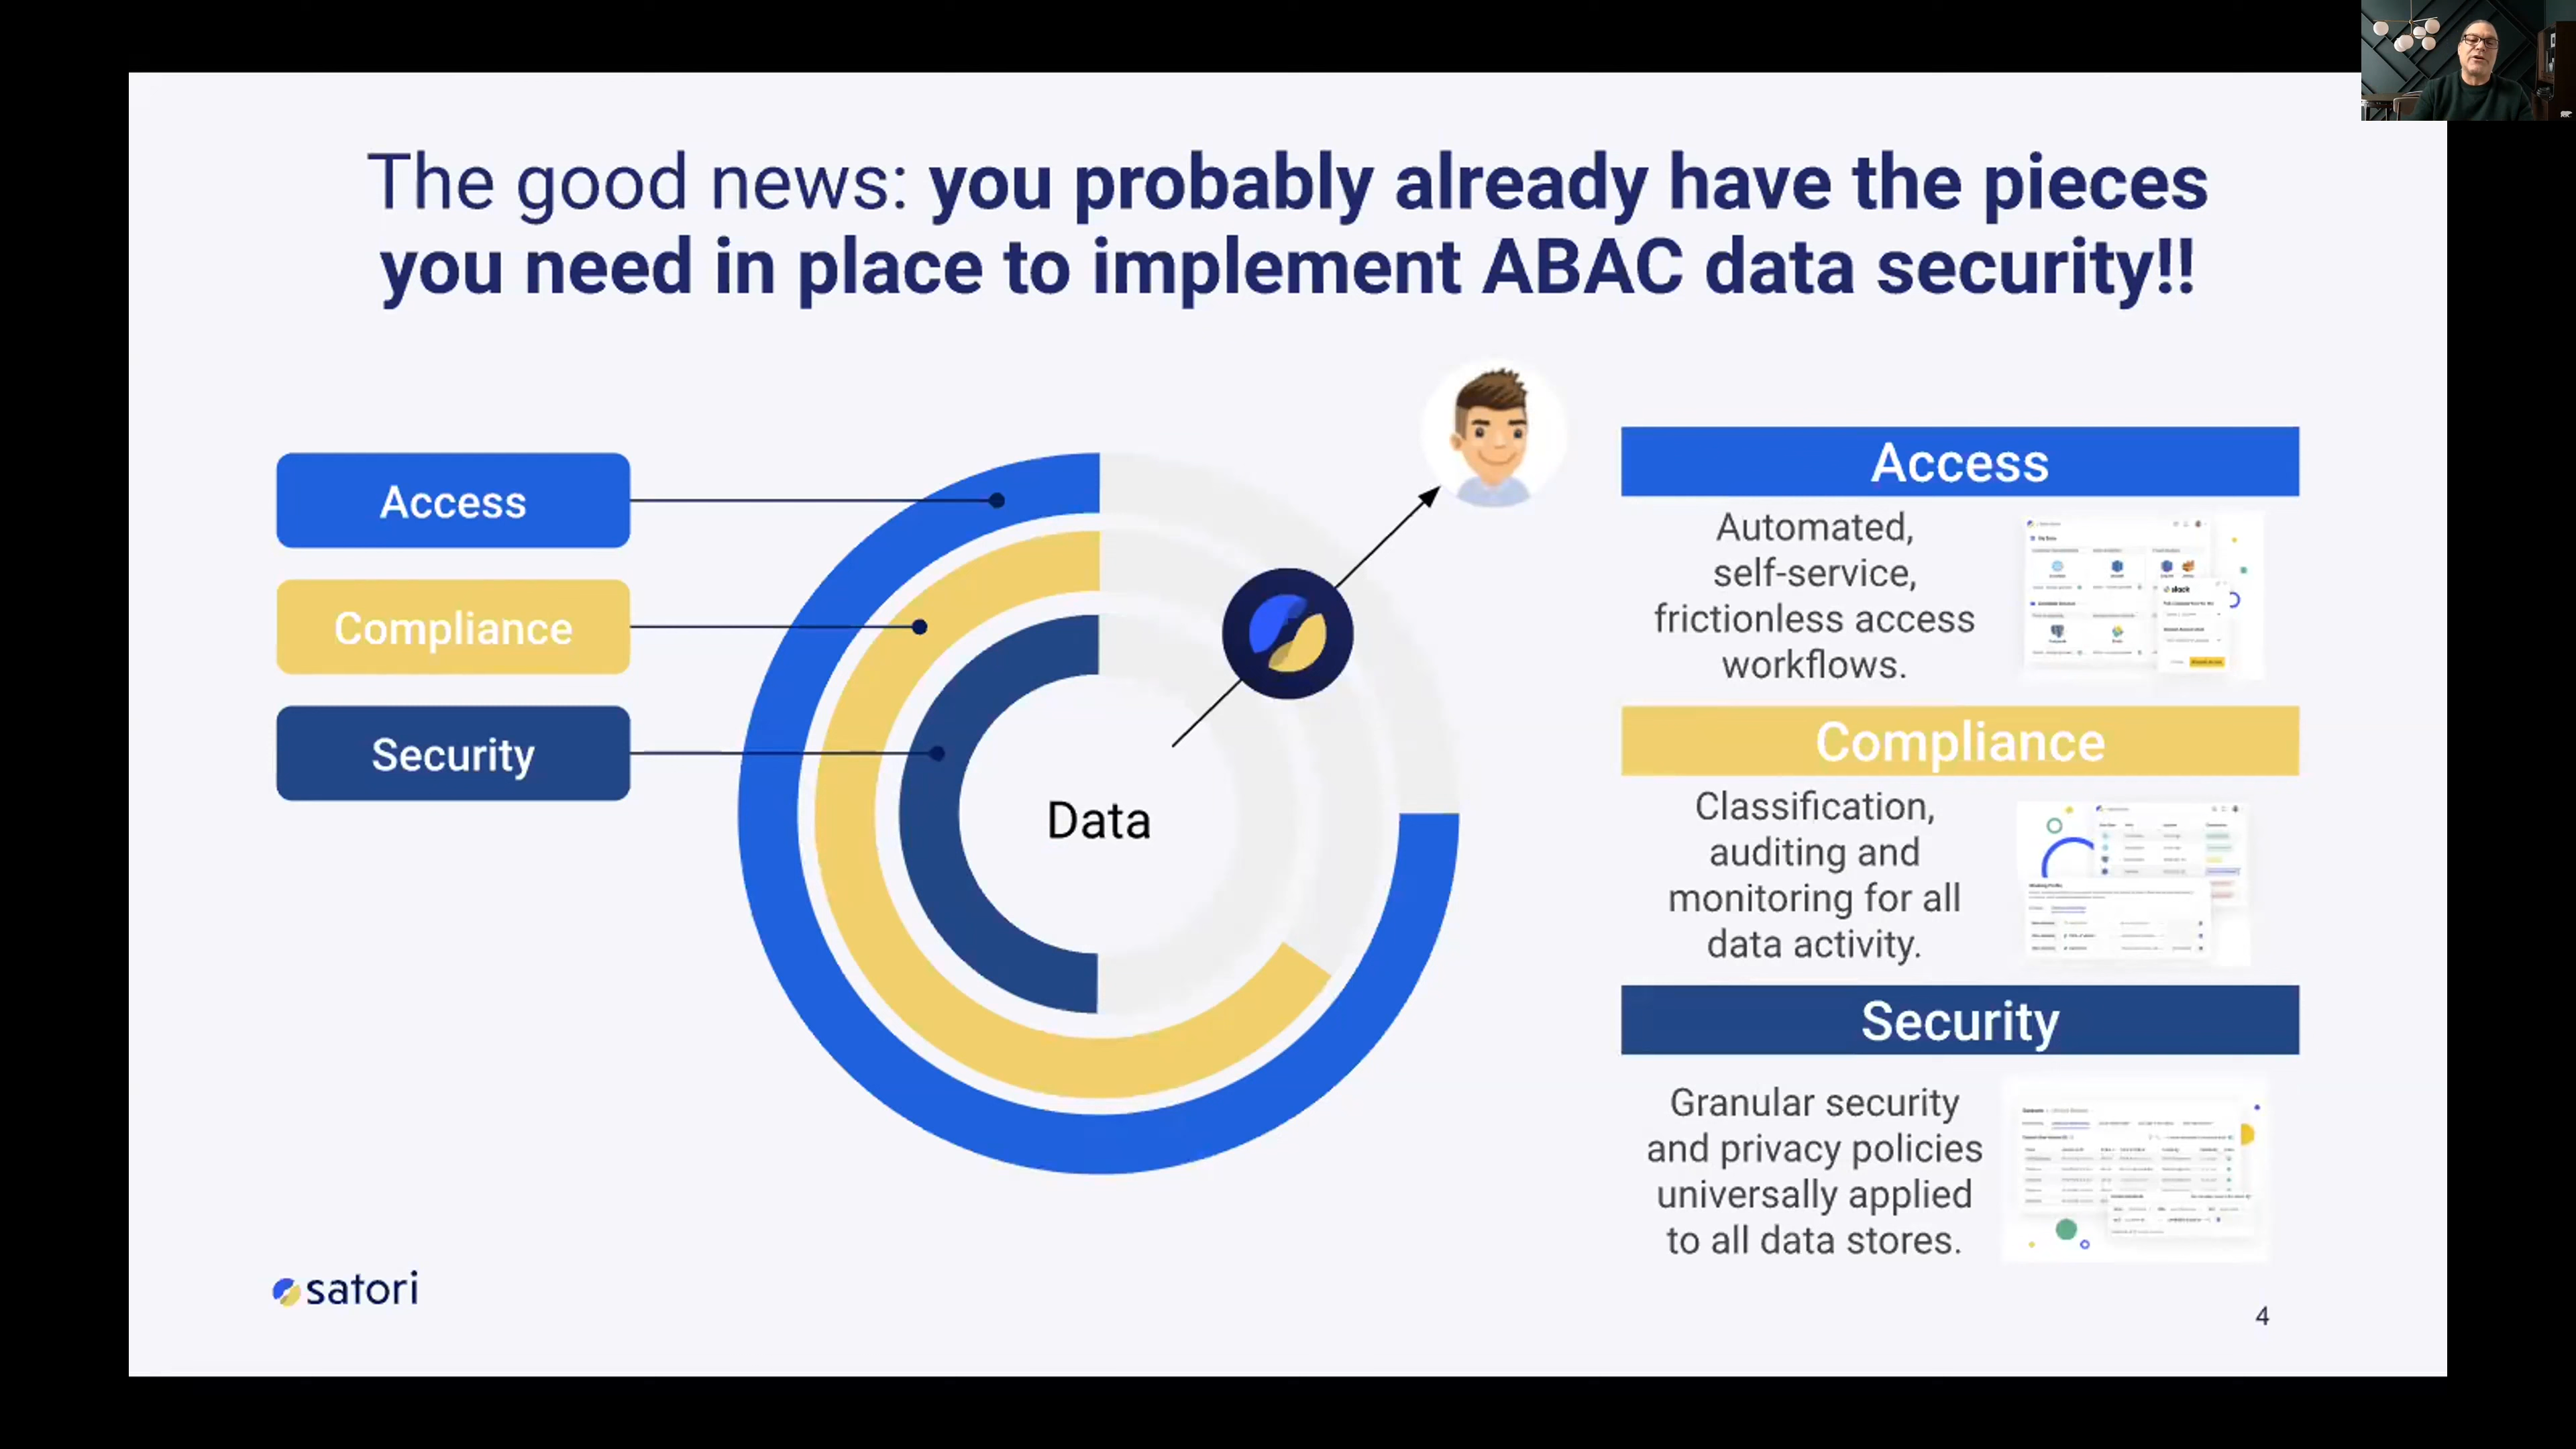 The good news: you probably already have the pieces
you need in place to implement ABAC data security!!
Access
Compliance
Security
Data
Access
Automated,
self-service,
frictionless access
workflows.
slack
Compliance
Classification,
auditing and
monitoring for all
data activity.
Security
Granular security
and privacy policies
universally applied
to all data stores.
satori
4